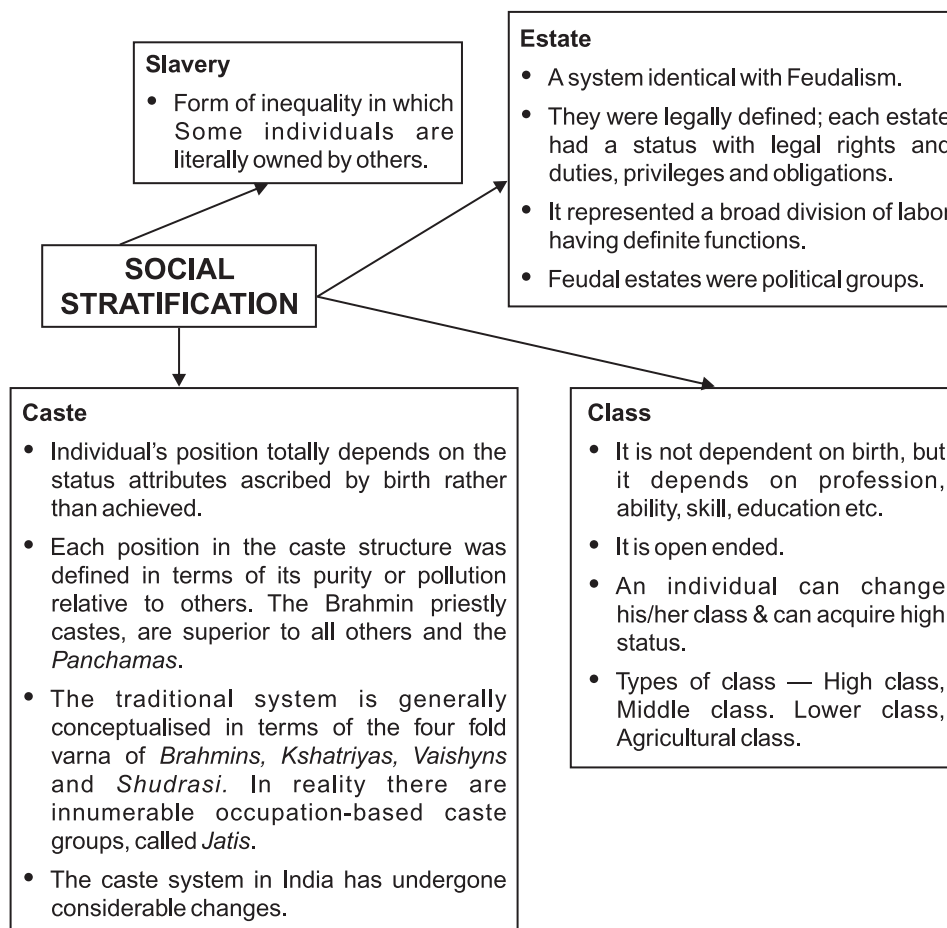 Slavery
• Form of inequality in which
Some individuals are
literally owned by others.
Estate
• A system identical with Feudalism.
• They were legally defined; each estate
had a status with legal rights and
duties, privileges and obligations.
• It represented a broad division of labor
having definite functions.
• Feudal estates were political groups.
SOCIAL
STRATIFICATION
Caste
• Individual's position totally depends on the
status attributes ascribed by birth rather
than achieved.
• Each position in the caste structure was
defined in terms of its purity or pollution
relative to others. The Brahmin priestly
castes, are superior to all others and the
Panchamas.
• The traditional system is generally
conceptualised in terms of the four fold
varna of Brahmins, Kshatriyas, Vaishyns
and Shudrasi. In reality there are
innumerable occupation-based caste
groups, called Jatis.
• The caste system in India has undergone
considerable changes.
Class
• It is not dependent on birth, but
it depends on profession,
ability, skill, education etc.
• It is open ended.
• An individual can change
his/her class & can acquire high
status.
• Types of class — High class,
Middle class. Lower class,
Agricultural class.